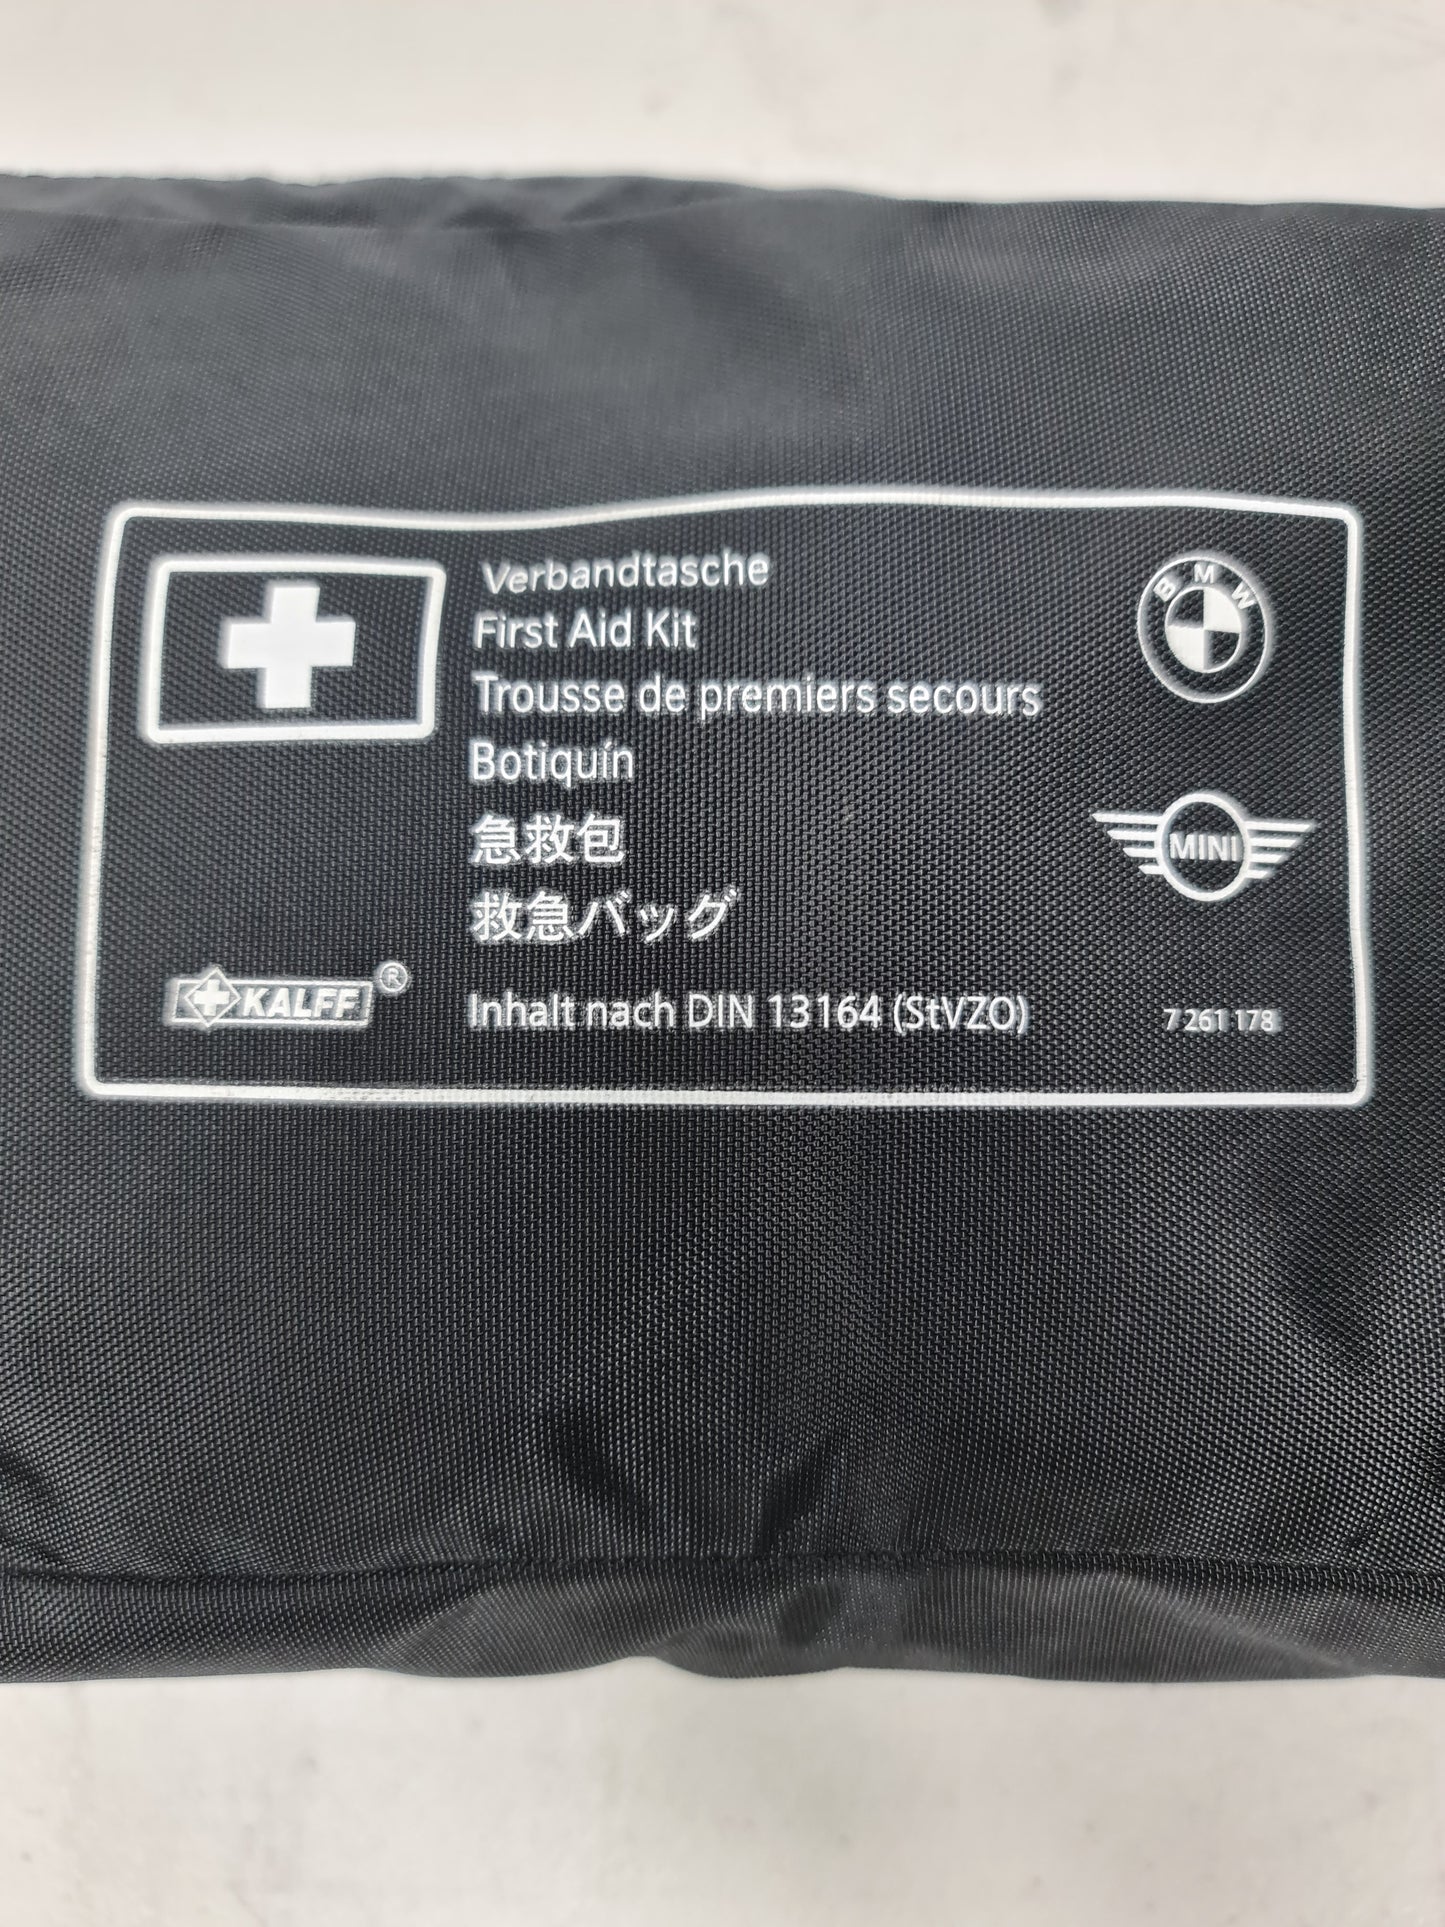 Verbandtasche
First Aid Kit
Trousse de premiers secours
Botiquín
急救包
救急バッグ
Inhalt nach DIN 13164 (StVZO)
KALFF®
BMW
MINI
7 261 178